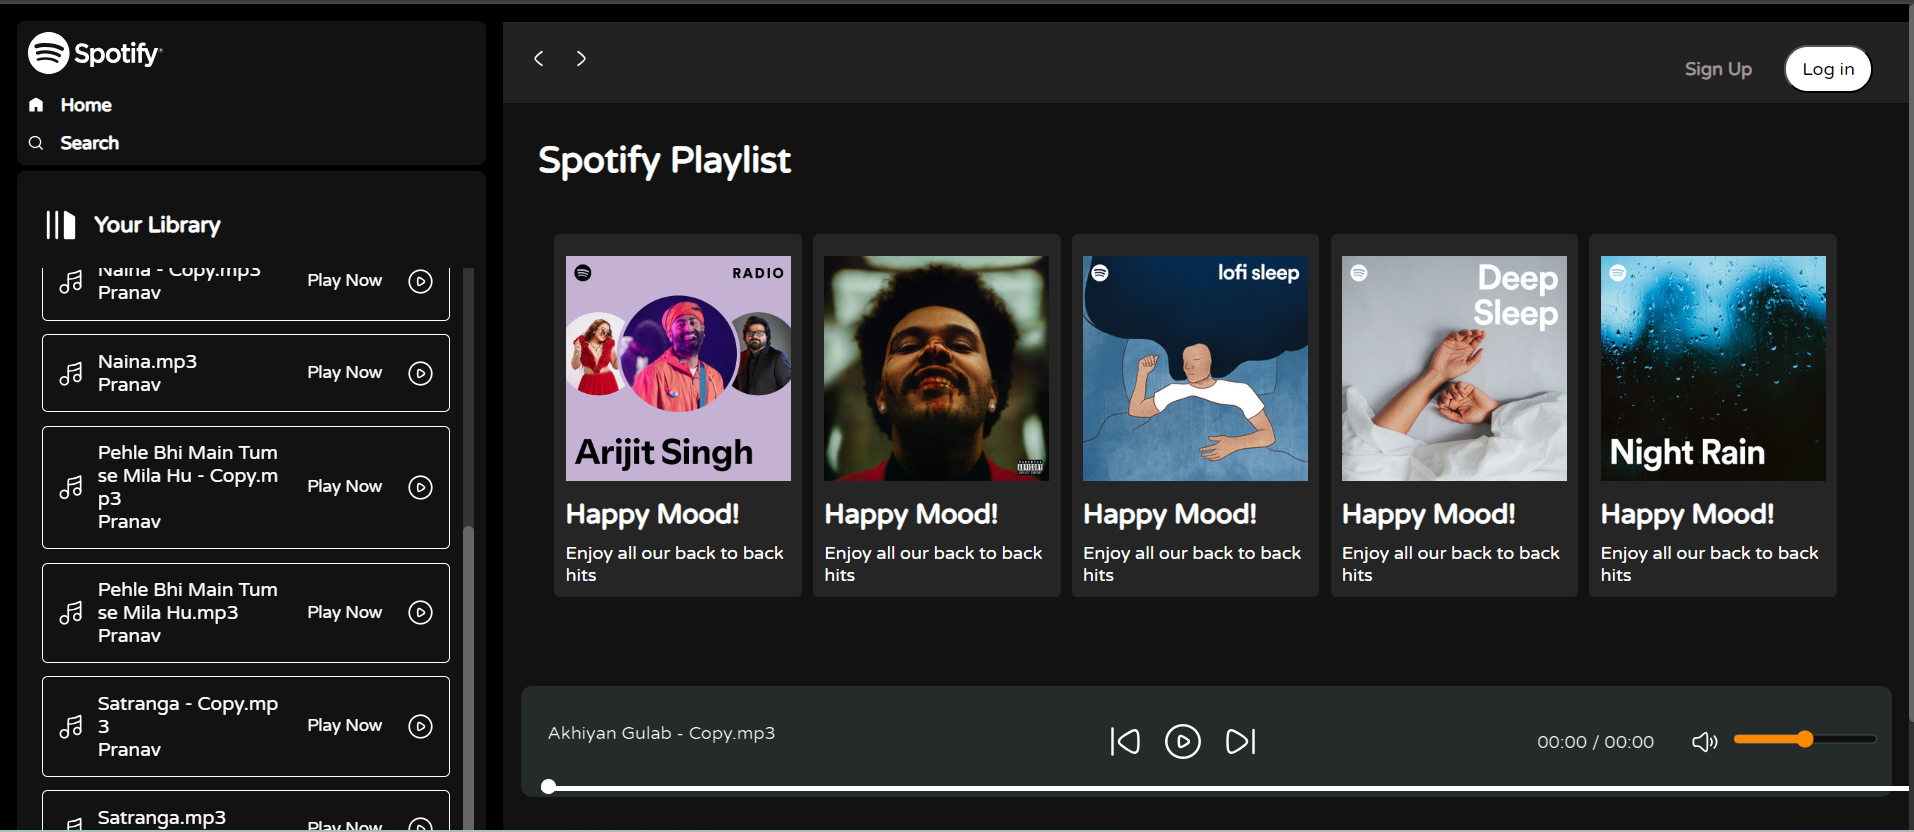 Spotify
Home
Search
Your Library
Naina - Copy.mp3
Pranav
Play Now
Naina.mp3
Pranav
Play Now
Pehle Bhi Main Tum
se Mila Hu - Copy.m
p3
Pranav
Play Now
Pehle Bhi Main Tum
se Mila Hu.mp3
Pranav
Play Now
Satranga - Copy.mp
3
Pranav
Play Now
Satranga.mp3
Play Now
Sign Up
Log in
Spotify Playlist
RADIO
Arijit Singh
Happy Mood!
Enjoy all our back to back
hits
Happy Mood!
Enjoy all our back to back
hits
lofi sleep
Happy Mood!
Enjoy all our back to back
hits
Deep
Sleep
Happy Mood!
Enjoy all our back to back
hits
Night Rain
Happy Mood!
Enjoy all our back to back
hits
Akhiyan Gulab - Copy.mp3
00:00 / 00:00